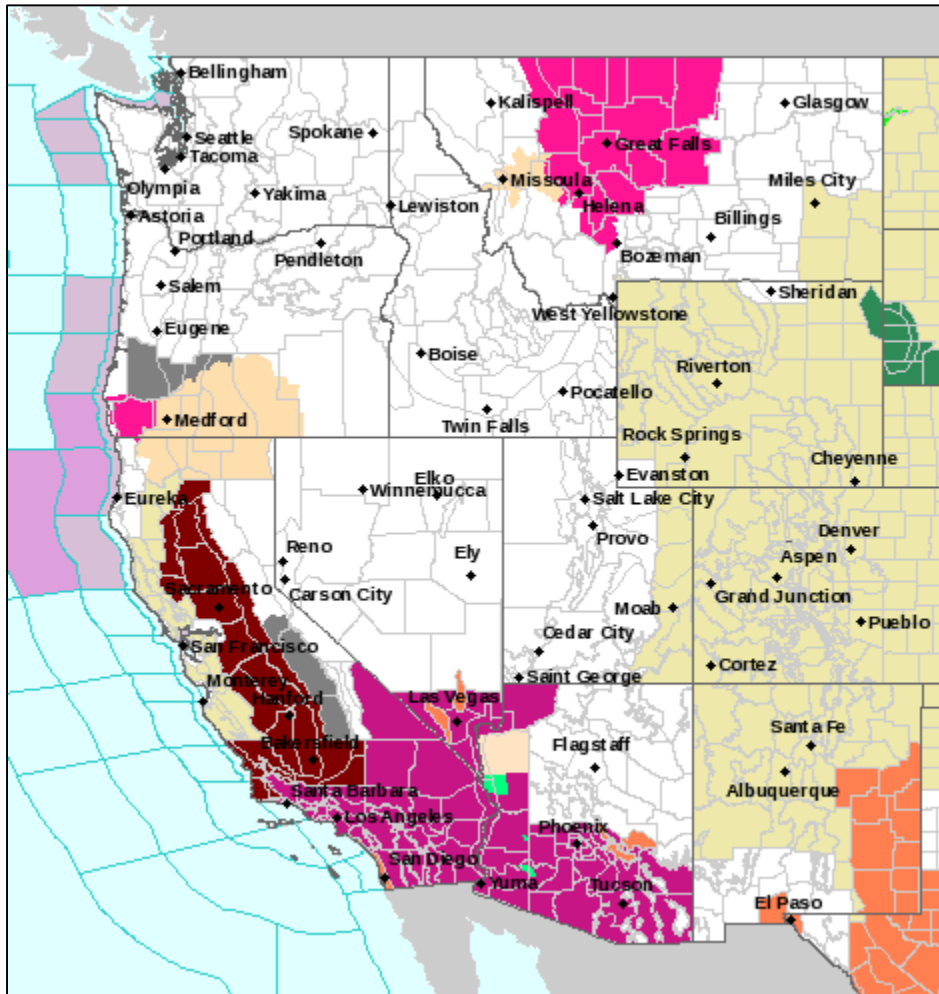 Bellingham
Kalispell
Glasgow
Seattle
Spokane
Great Falls
Tacoma
Missoula
Miles City
Olympia
Yakima
Lewiston
Helena
Astoria
Billings
Portland
Pendleton
Bozeman
Salem
Sheridan
West Yellowstone
Eugene
Boise
Riverton
Pocatello
Medford
Twin Falls
Rock Springs
Cheyenne
Elko
Evanston
Eureka
Winnemucca
Salt Lake City
Provo
Denver
Reno
Ely
Aspen
Sacramento
Carson City
Grand Junction
Moab
Pueblo
San Francisco
Cedar City
Cortez
Monterey
Saint George
Hanford
Las Vegas
Santa Fe
Bakersfield
Flagstaff
Albuquerque
Santa Barbara
Los Angeles
Phoenix
San Diego
Yuma
Tucson
El Paso